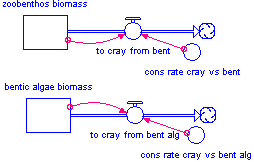 zoobenthos biomass
to cray from bent
cons rate cray vs bent
bentic algae biomass
to cray from bent alg
cons rate cray vs bent alg